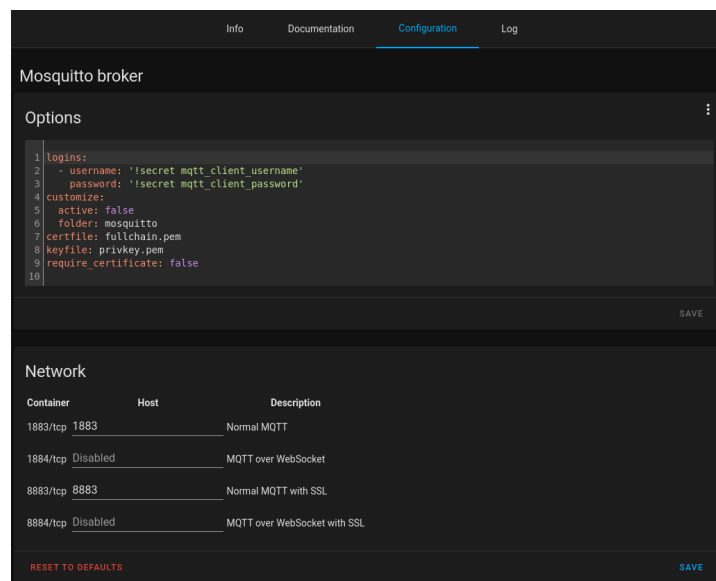 Info Documentation Configuration Log
Mosquitto broker
Options
1 logins:
2 - username: '!secret mqtt_client_username'
3 password: '!secret mqtt_client_password'
4 customize:
5 active: false
6 folder: mosquitto
7 certfile: fullchain.pem
8 keyfile: privkey.pem
9 require_certificate: false
10
SAVE
Network
Container Host Description
1883/tcp 1883 Normal MQTT
1884/tcp Disabled MQTT over WebSocket
8883/tcp 8883 Normal MQTT with SSL
8884/tcp Disabled MQTT over WebSocket with SSL
RESET TO DEFAULTS SAVE